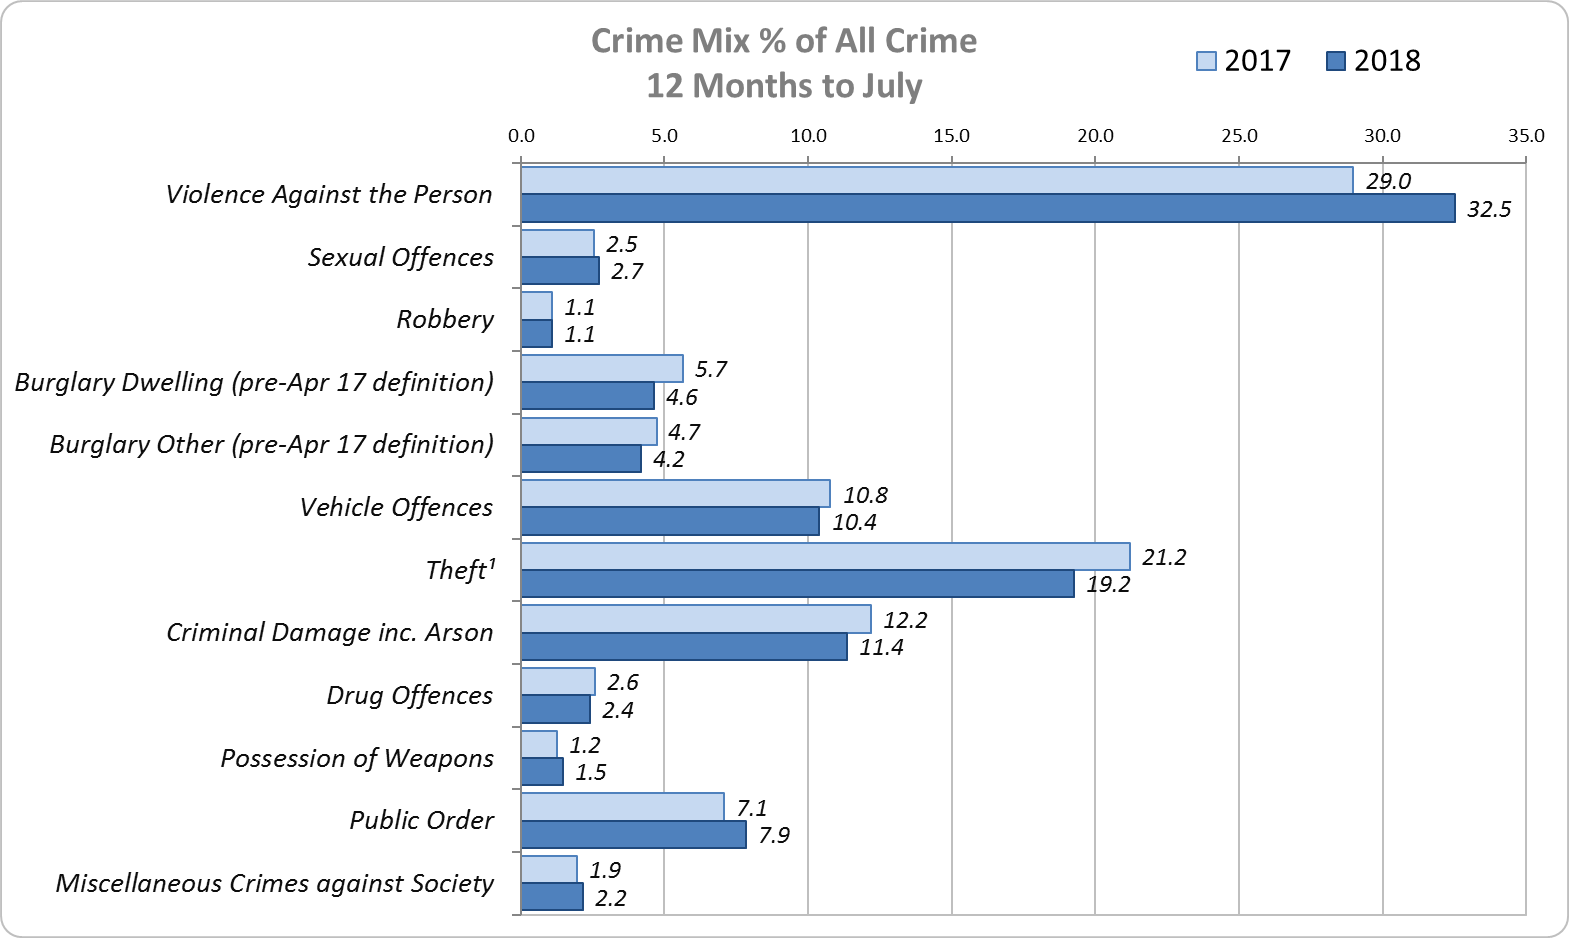 Crime Mix % of All Crime
12 Months to July
2017 2018
0.0 5.0 10.0 15.0 20.0 25.0 30.0 35.0
Violence Against the Person 29.0
32.5
Sexual Offences 2.5
2.7
Robbery 1.1
1.1
Burglary Dwelling (pre-Apr 17 definition) 5.7
4.6
Burglary Other (pre-Apr 17 definition) 4.7
4.2
Vehicle Offences 10.8
10.4
Theft¹ 21.2
19.2
Criminal Damage inc. Arson 12.2
11.4
Drug Offences 2.6
2.4
Possession of Weapons 1.2
1.5
Public Order 7.1
7.9
Miscellaneous Crimes against Society 1.9
2.2